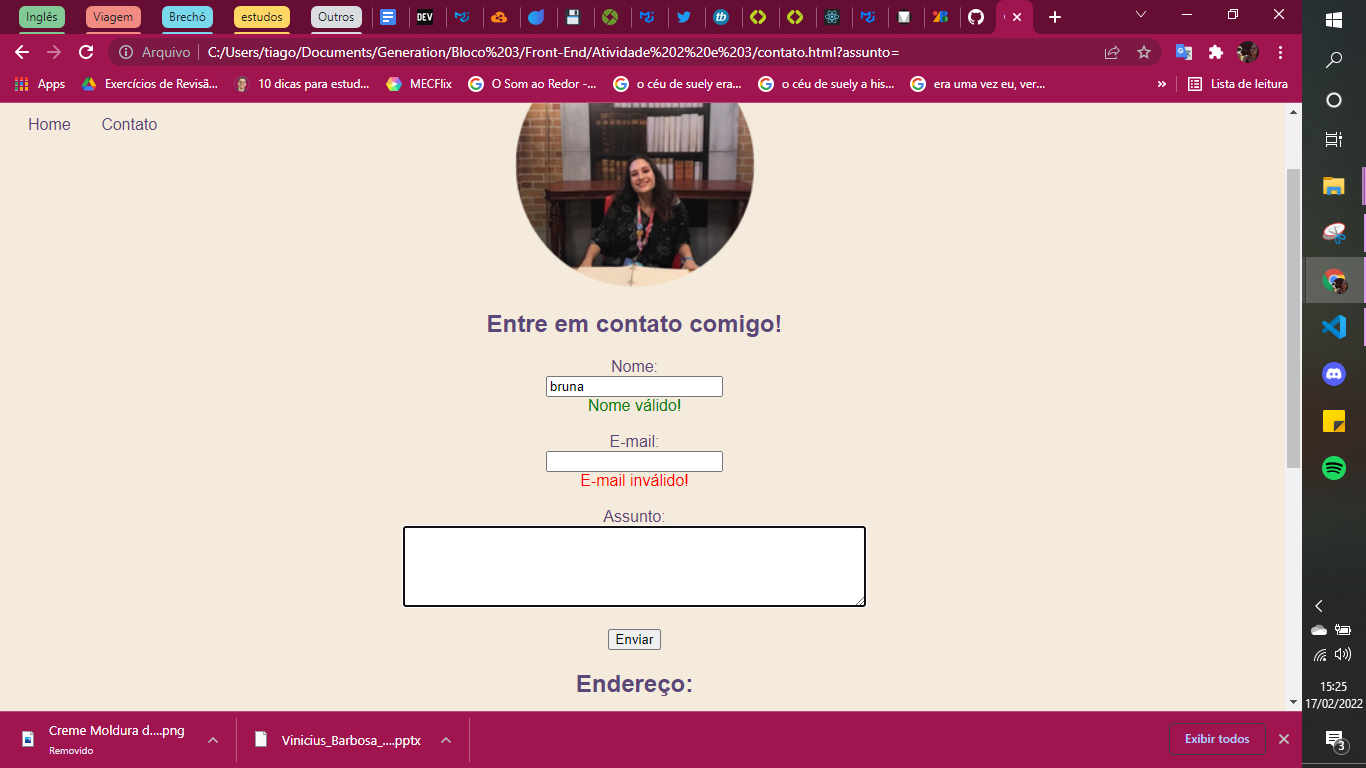 Inglês Viagem Brechó estudos Outros DEV tb
Arquivo C:/Users/tiago/Documents/Generation/Bloco%203/Front-End/Atividade%202%20e%203/contato.html?assunto=
Apps Exercícios de Revisã... 10 dicas para estud... MECFlix O Som ao Redor -... o céu de suely era... o céu de suely a his... era uma vez eu, ver... » Lista de leitura
Home Contato
Entre em contato comigo!
Nome:
bruna
Nome válido!
E-mail:
E-mail inválido!
Assunto:
Enviar
Endereço:
15:25
17/02/2022
Creme Moldura d....png
Removido
Vinicius_Barbosa_....pptx
Exibir todos
3